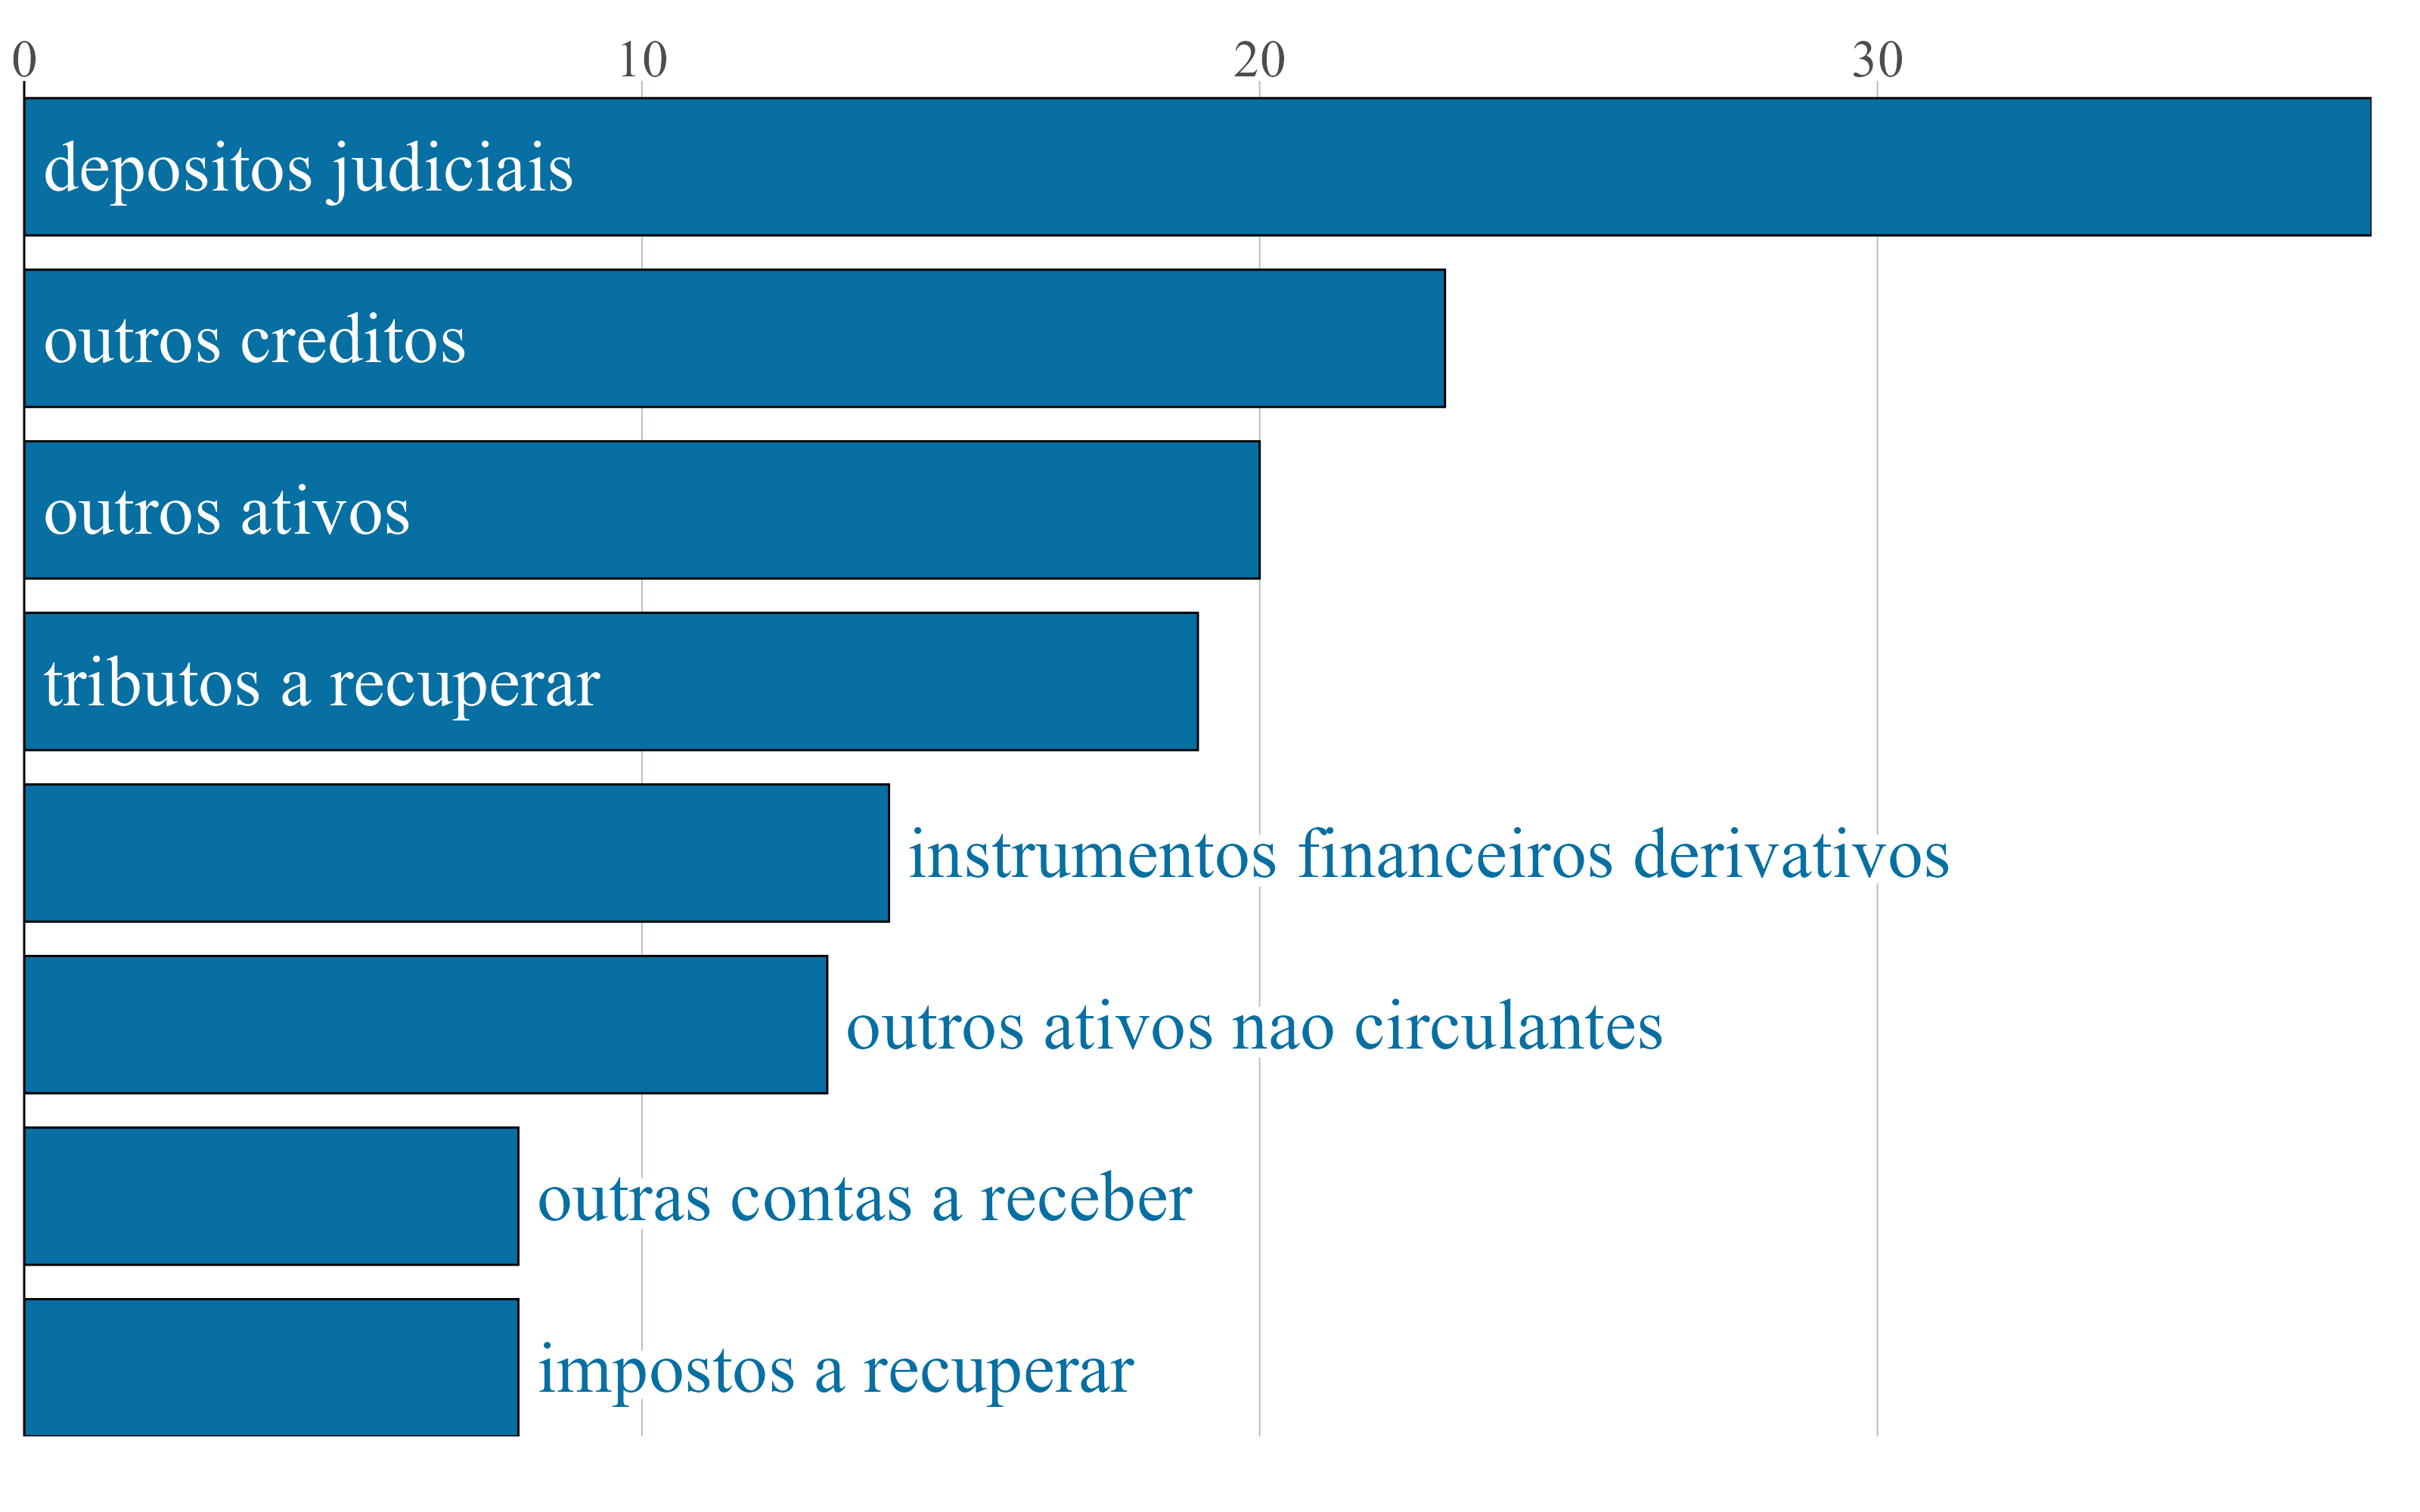 0 10 20 30
depositos judiciais
outros creditos
outros ativos
tributos a recuperar
instrumentos financeiros derivativos
outros ativos nao circulantes
outras contas a receber
impostos a recuperar